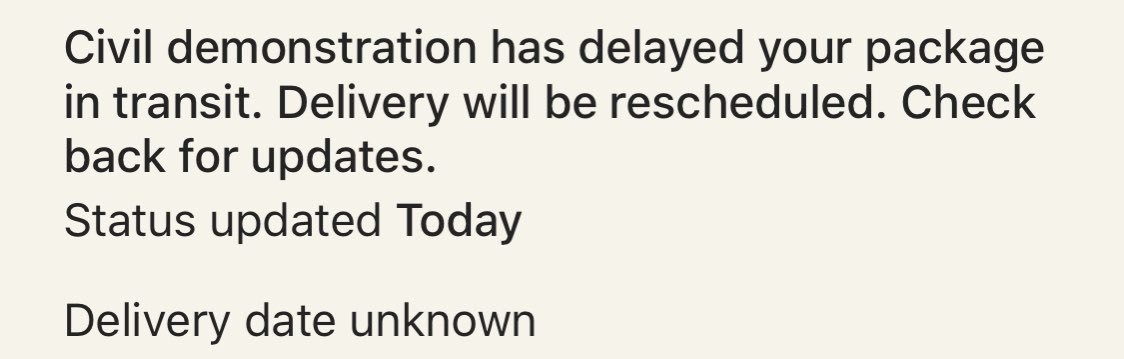 Civil demonstration has delayed your package
in transit. Delivery will be rescheduled. Check
back for updates.
Status updated Today
Delivery date unknown